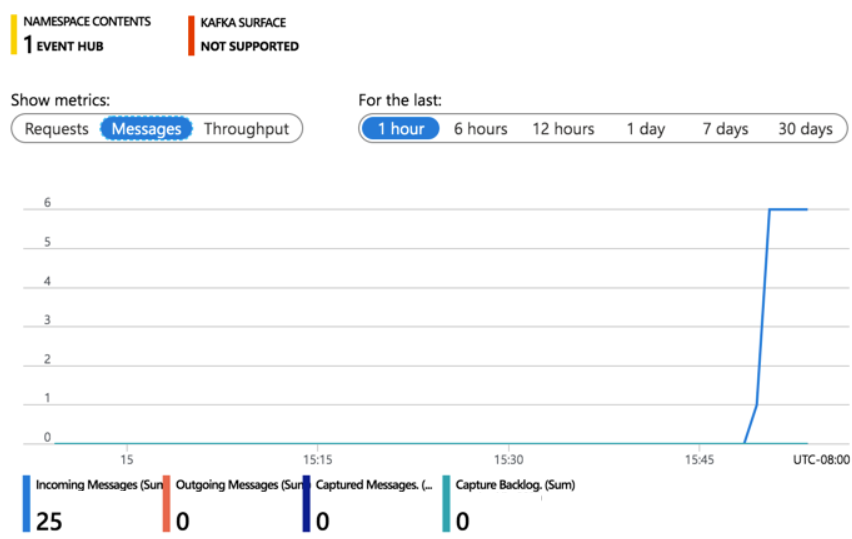 NAMESPACE CONTENTS
1 EVENT HUB
KAFKA SURFACE
NOT SUPPORTED
Show metrics:
Requests Messages Throughput
For the last:
1 hour 6 hours 12 hours 1 day 7 days 30 days
6
5
4
3
2
1
0
15 15:15 15:30 15:45 UTC-08:00
Incoming Messages (Sun
25
Outgoing Messages (Sun
0
Captured Messages. (...
0
Capture Backlog. (Sum)
0